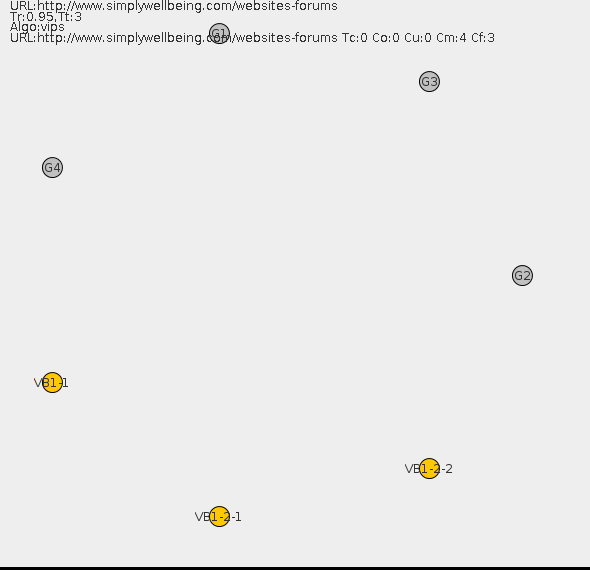 URL:http://www.simplywellbeing.com/websites-forums
Tr:0.95,Tt:3
Algo:vips
URL:http://www.simplywellbeing.com/websites-forums Tc:0 Co:0 Cu:0 Cm:4 Cf:3
G1
G3
G4
G2
VB1-1
VB1-2-2
VB1-2-1